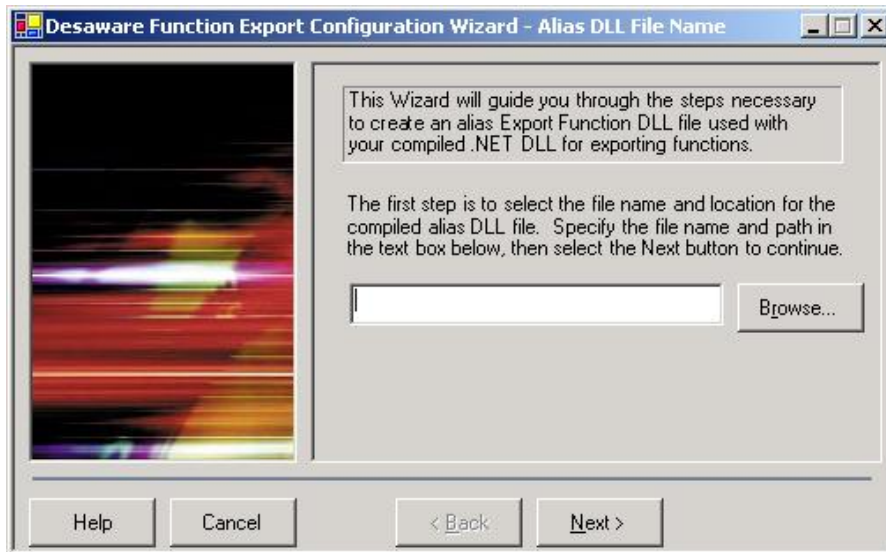 Desaware Function Export Configuration Wizard - Alias DLL File Name
This Wizard will guide you through the steps necessary
to create an alias Export Function DLL file used with
your compiled .NET DLL for exporting functions.
The first step is to select the file name and location for the
compiled alias DLL file. Specify the file name and path in
the text box below, then select the Next button to continue.
Browse...
Help
Cancel
< Back
Next >